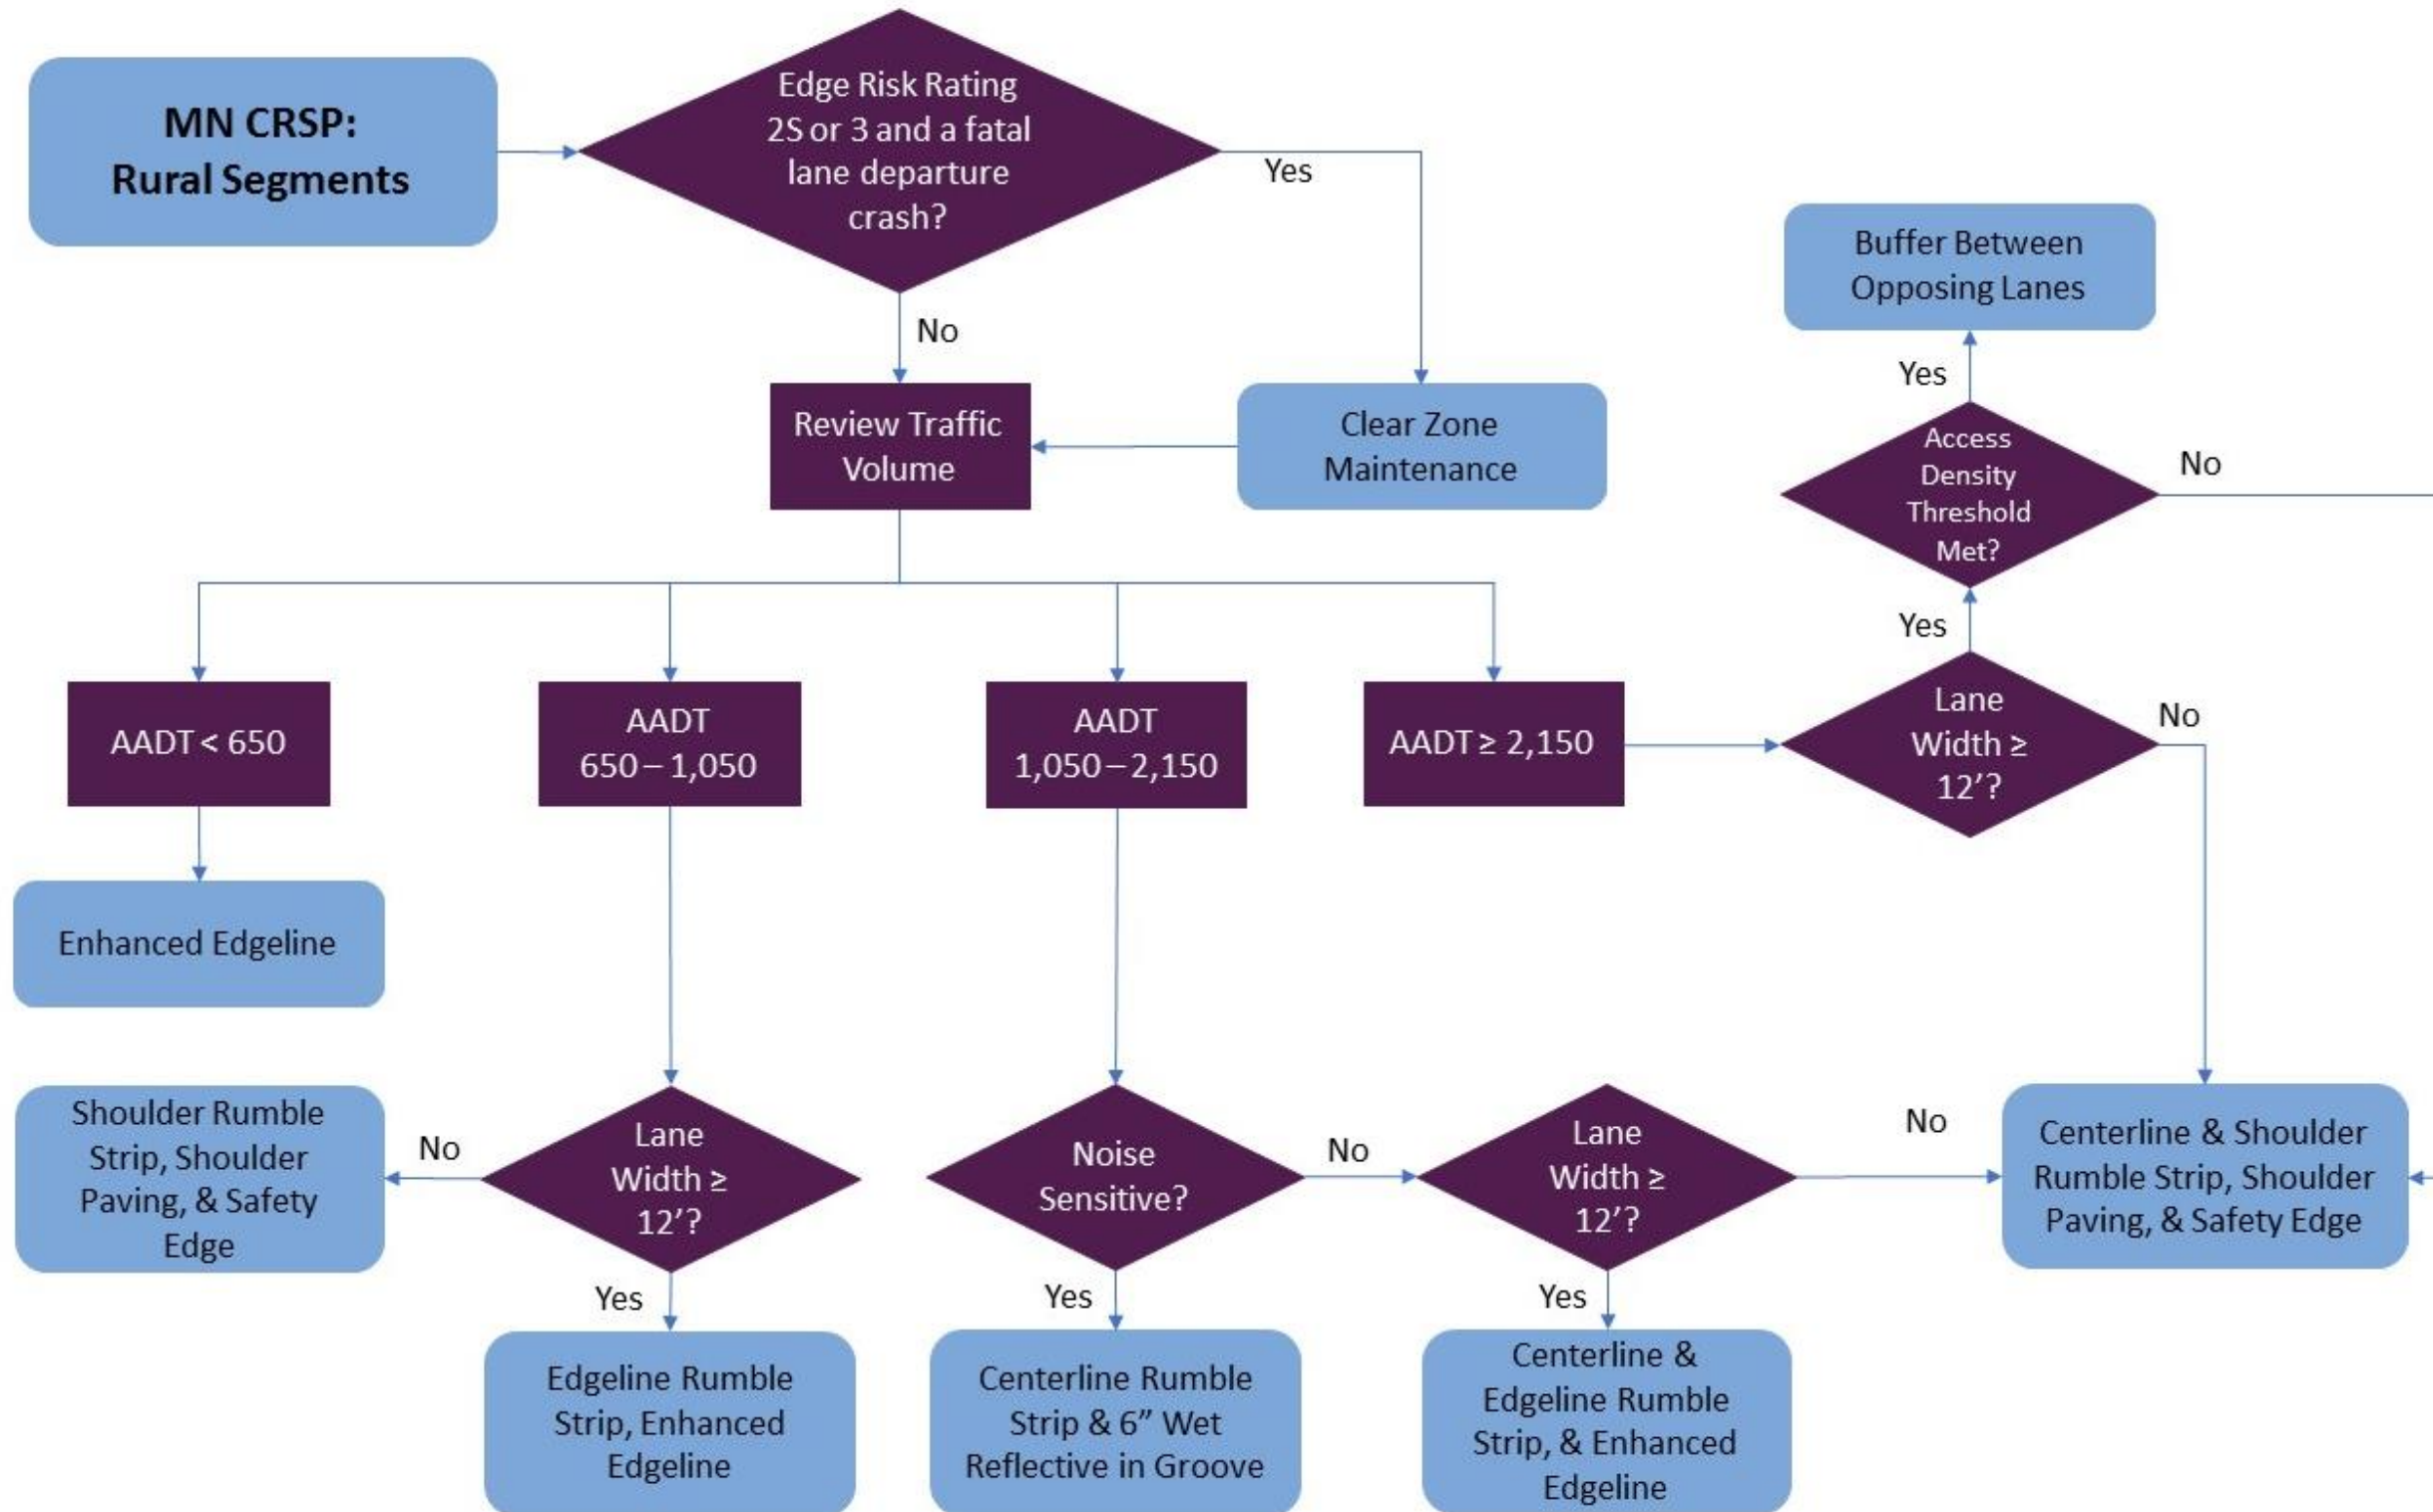 MN CRSP:
Rural Segments
Edge Risk Rating
2S or 3 and a fatal
lane departure
crash?
Yes
No
Review Traffic
Volume
Clear Zone
Maintenance
Buffer Between
Opposing Lanes
Yes
Access
Density
Threshold
Met?
No
Yes
AADT < 650
AADT
650 – 1,050
AADT
1,050 – 2,150
AADT ≥ 2,150
Lane
Width ≥
12’?
No
Enhanced Edgeline
Shoulder Rumble
Strip, Shoulder
Paving, & Safety
Edge
No
Lane
Width ≥
12’?
Yes
Edgeline Rumble
Strip, Enhanced
Edgeline
Noise
Sensitive?
No
Yes
Centerline Rumble
Strip & 6” Wet
Reflective in Groove
Lane
Width ≥
12’?
No
Yes
Centerline &
Edgeline Rumble
Strip, & Enhanced
Edgeline
Centerline & Shoulder
Rumble Strip, Shoulder
Paving, & Safety Edge